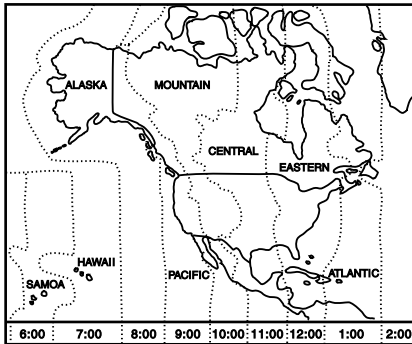 ALASKA MOUNTAIN
CENTRAL
EASTERN
HAWAII
SAMOA
PACIFIC ATLANTIC
6:00 7:00 8:00 9:00 10:00 11:00 12:00 1:00 2:00